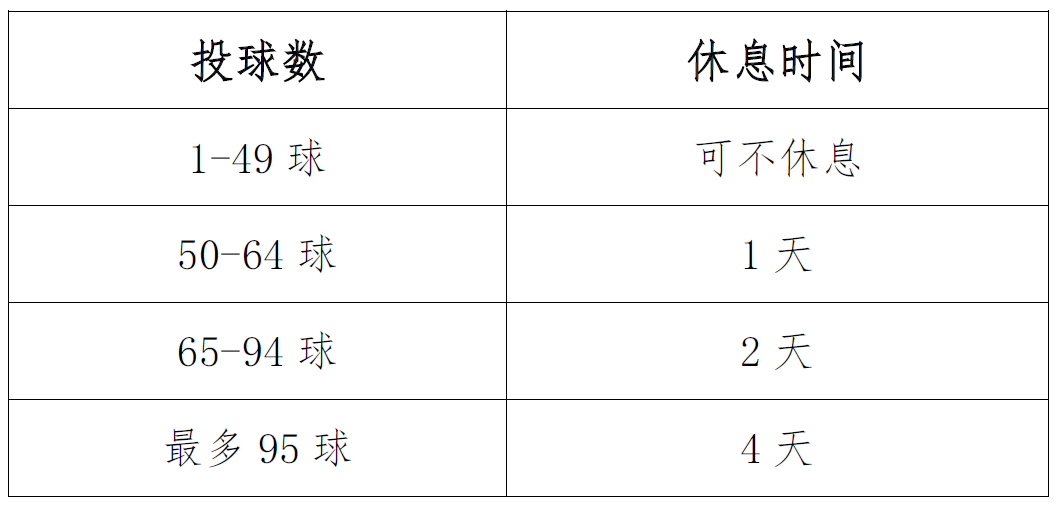 投球数 休息时间
1-49 球 可不休息
50-64 球 1 天
65-94 球 2 天
最多 95 球 4 天